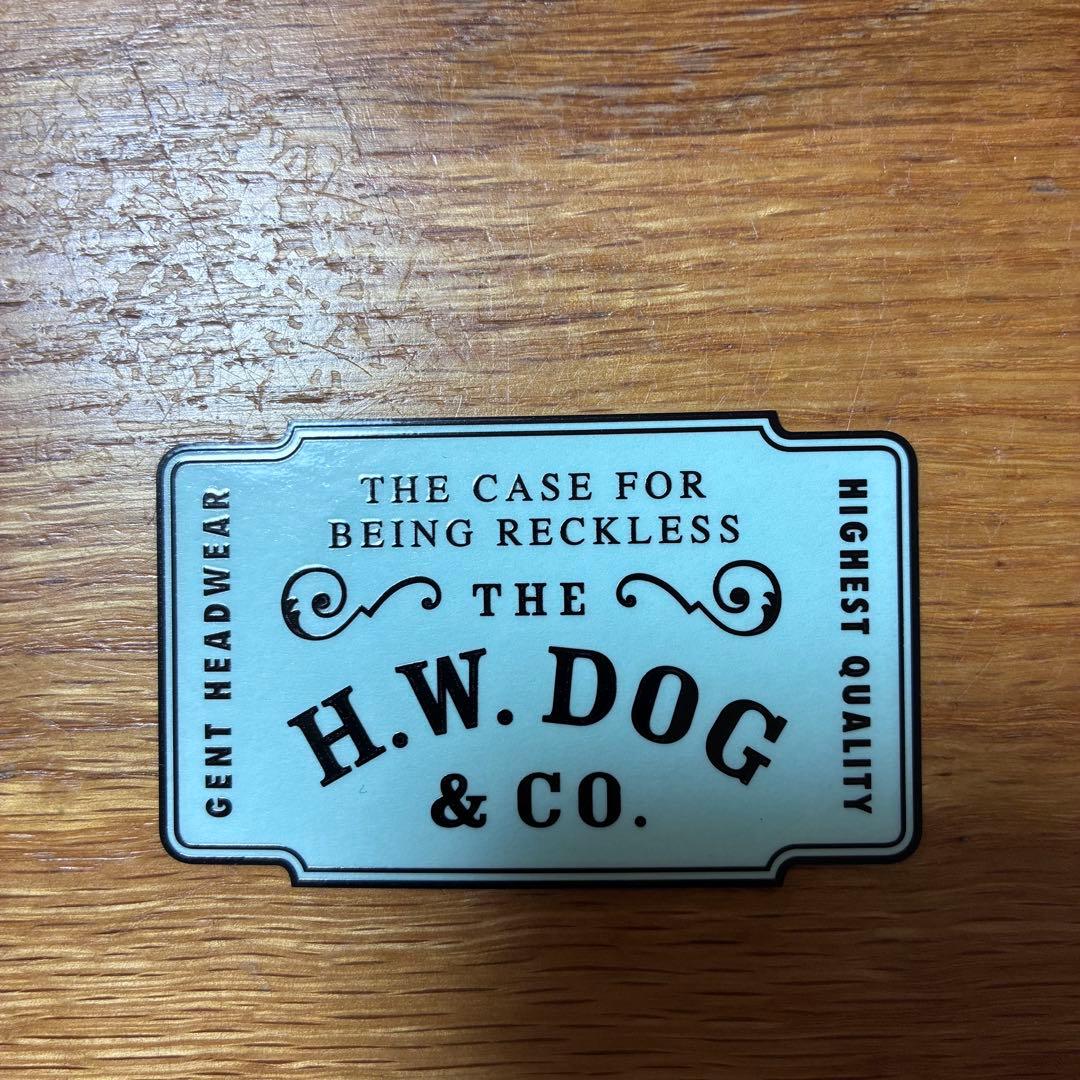 THE CASE FOR
BEING RECKLESS
THE
H.W. DOG
& CO.
GENT HEADWEAR
HIGHEST QUALITY